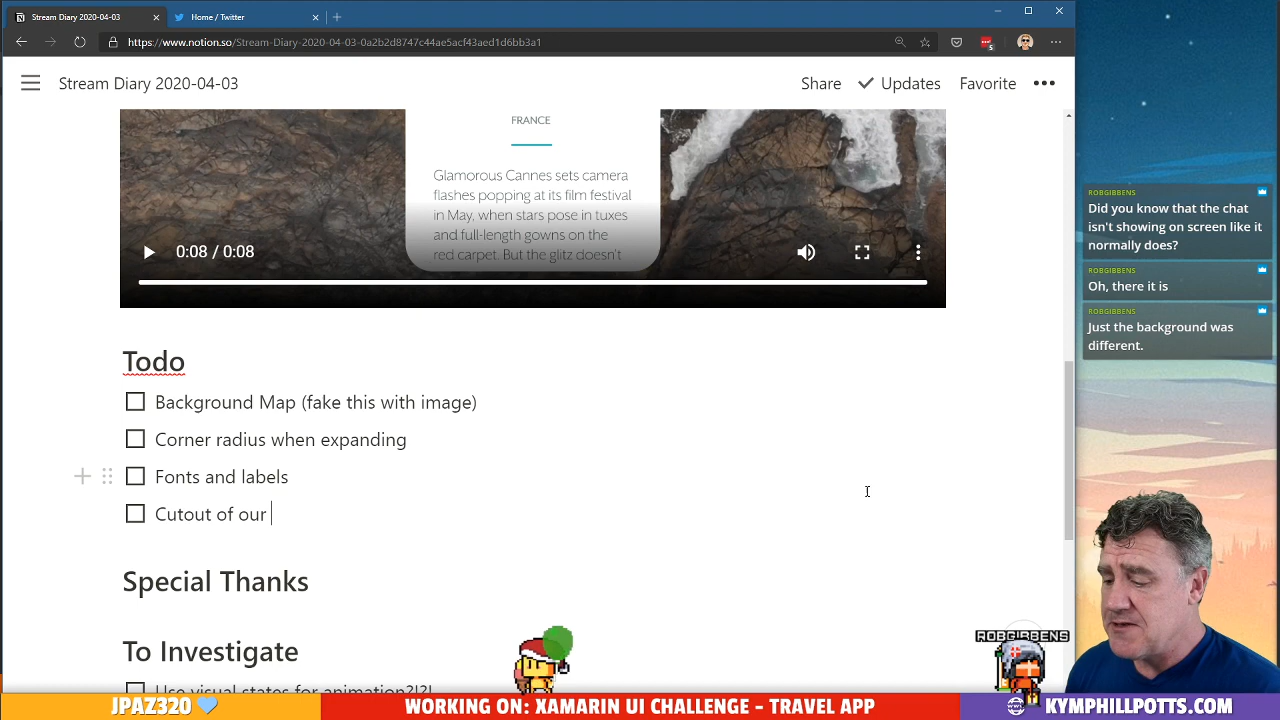 Stream Diary 2020-04-03
Home / Twitter
https://www.notion.so/Stream-Diary-2020-04-03-0a2b2d8747c44ae5acf43aed1d6bb3a1
Stream Diary 2020-04-03
Share
Updates
Favorite
FRANCE
Glamorous Cannes sets camera
flashes popping at its film festival
in May, when stars pose in tuxes
and full-length gowns on the
red carpet. But the glitz doesn't
0:08 / 0:08
Todo
Background Map (fake this with image)
Corner radius when expanding
Fonts and labels
Cutout of our
Special Thanks
To Investigate
Use visual states for animation?!?!
ROBGIBBENS
Did you know that the chat
isn't showing on screen like it
normally does?
ROBGIBBENS
Oh, there it is
ROBGIBBENS
Just the background was
different.
ROBGIBBENS
JPAZ320
WORKING ON: XAMARIN UI CHALLENGE - TRAVEL APP
KYMPHILLPOTTS.COM